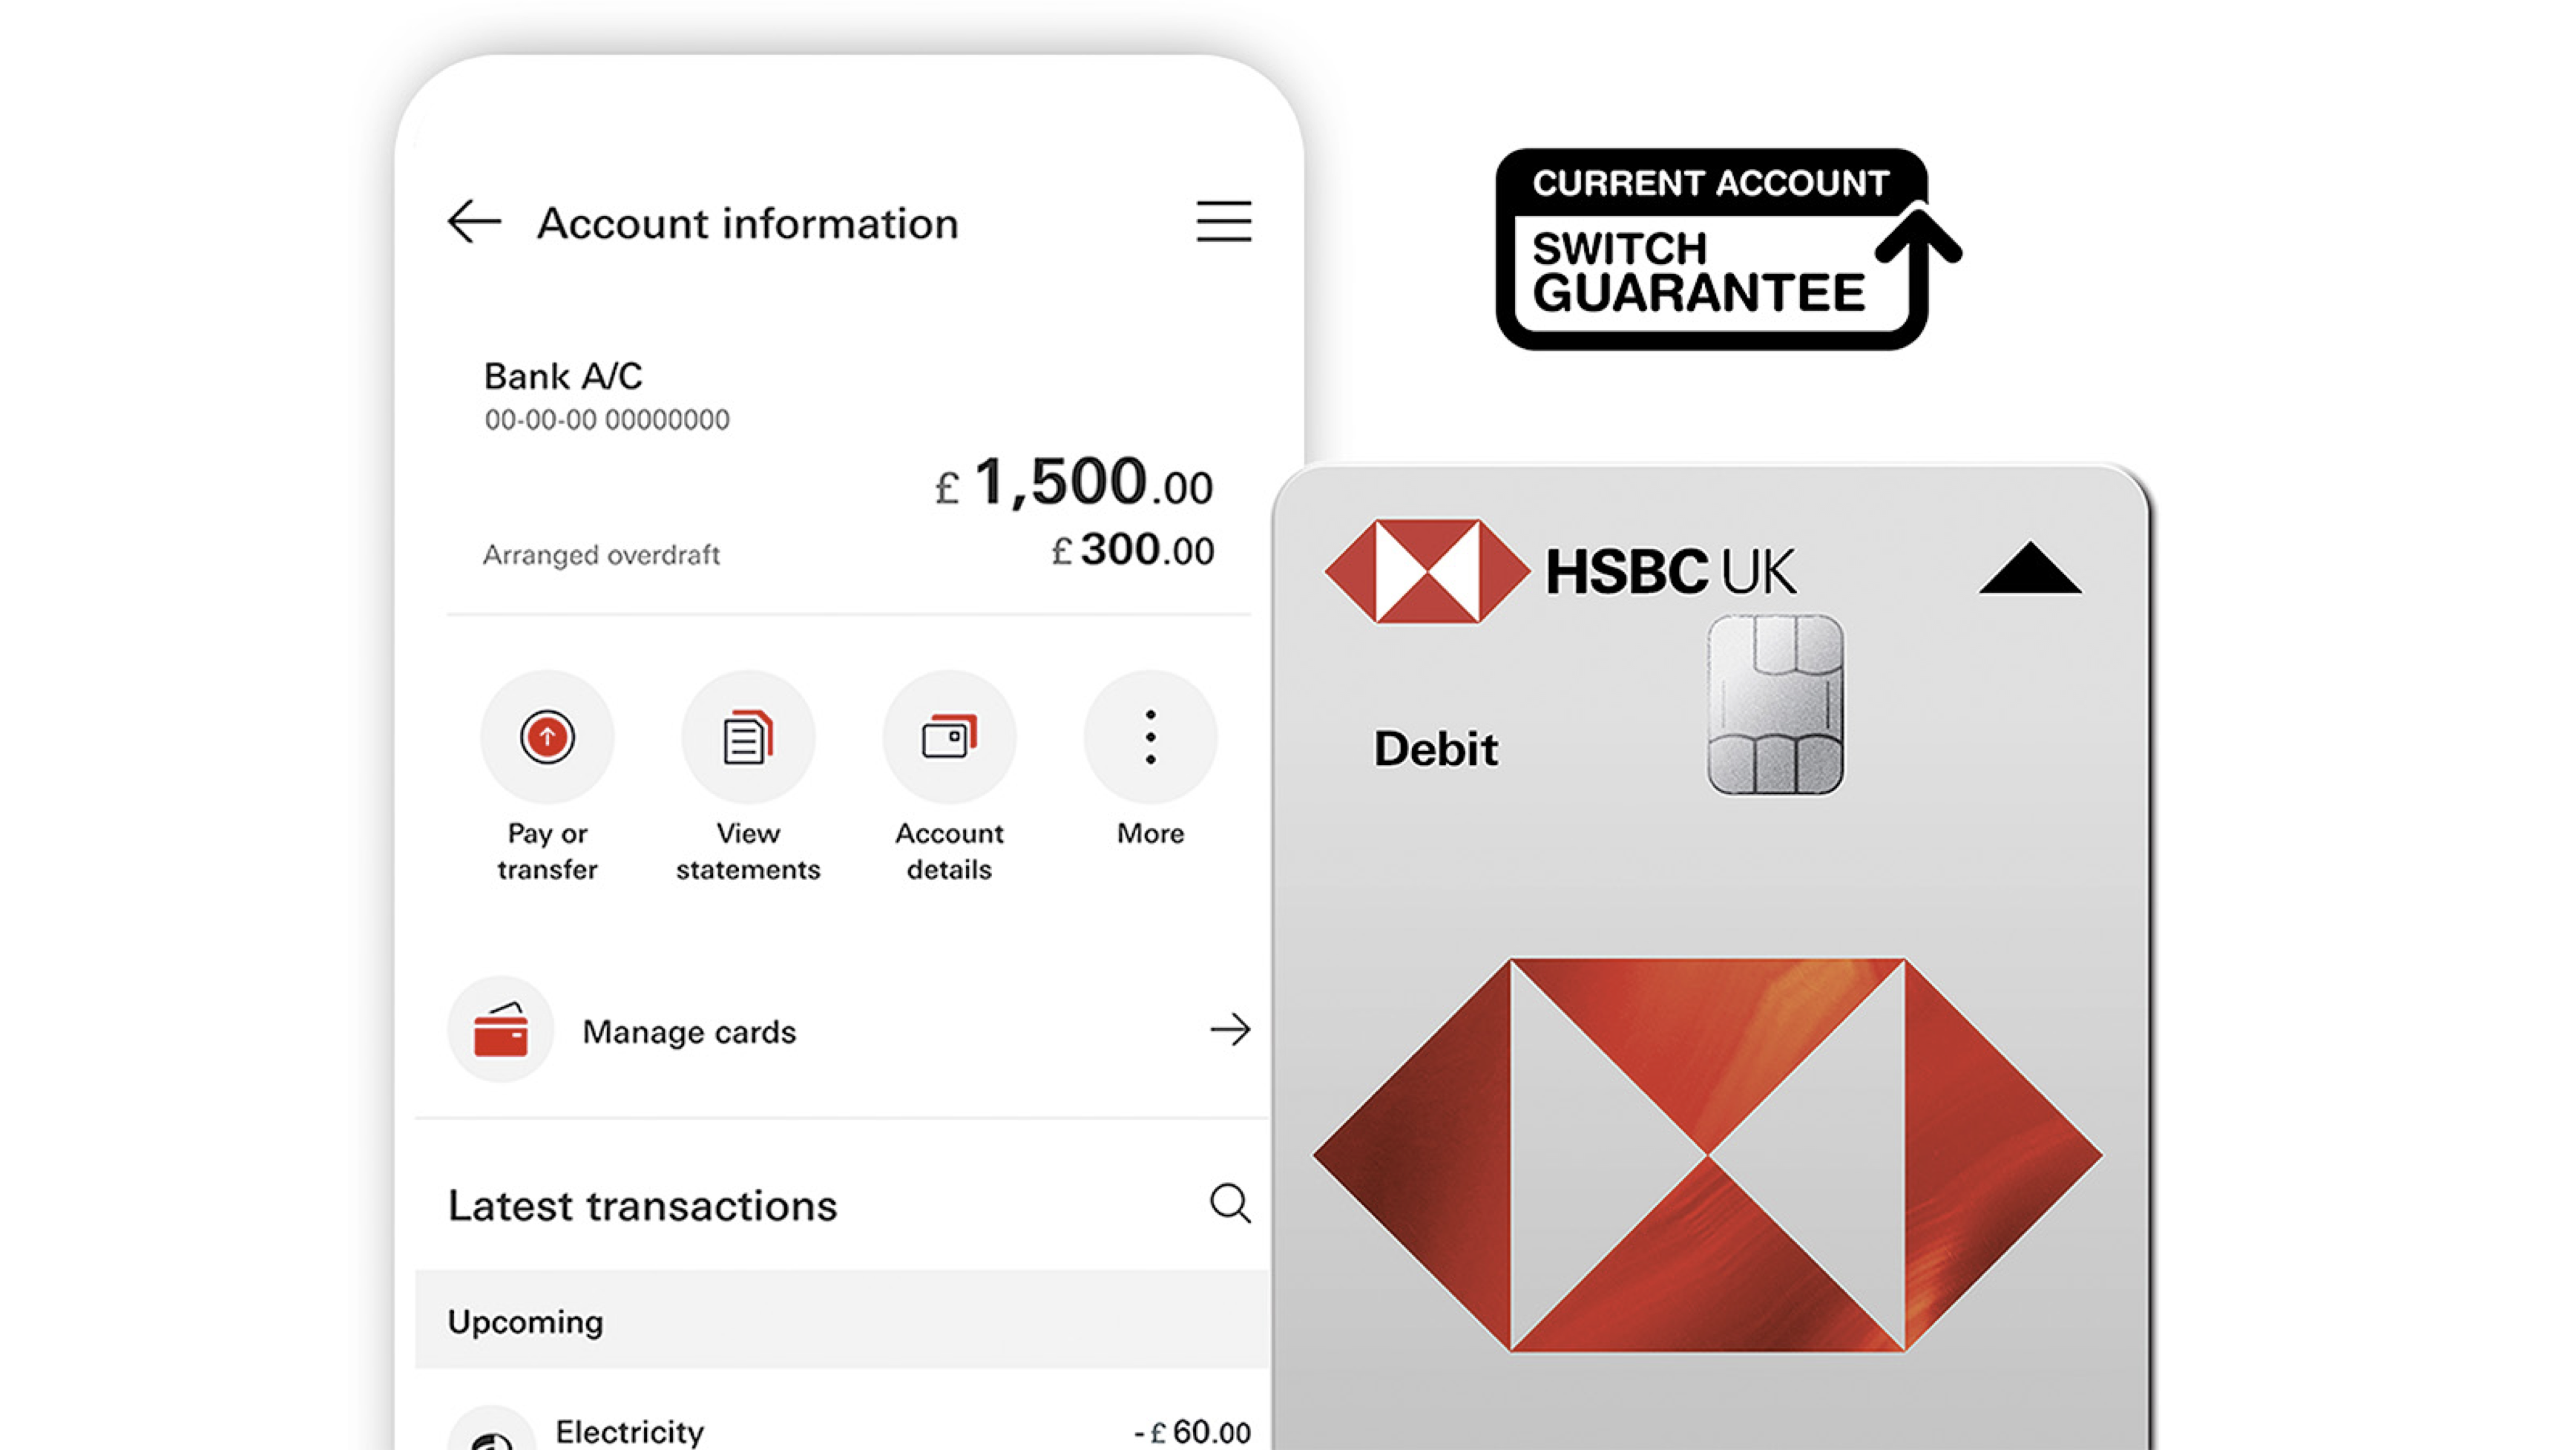 Account information
Bank A/C
00-00-00 00000000
£ 1,500.00
Arranged overdraft £ 300.00
Pay or transfer
View statements
Account details
More
Manage cards
Latest transactions
Upcoming
Electricity - £ 60.00
CURRENT ACCOUNT
SWITCH
GUARANTEE
HSBC UK
Debit